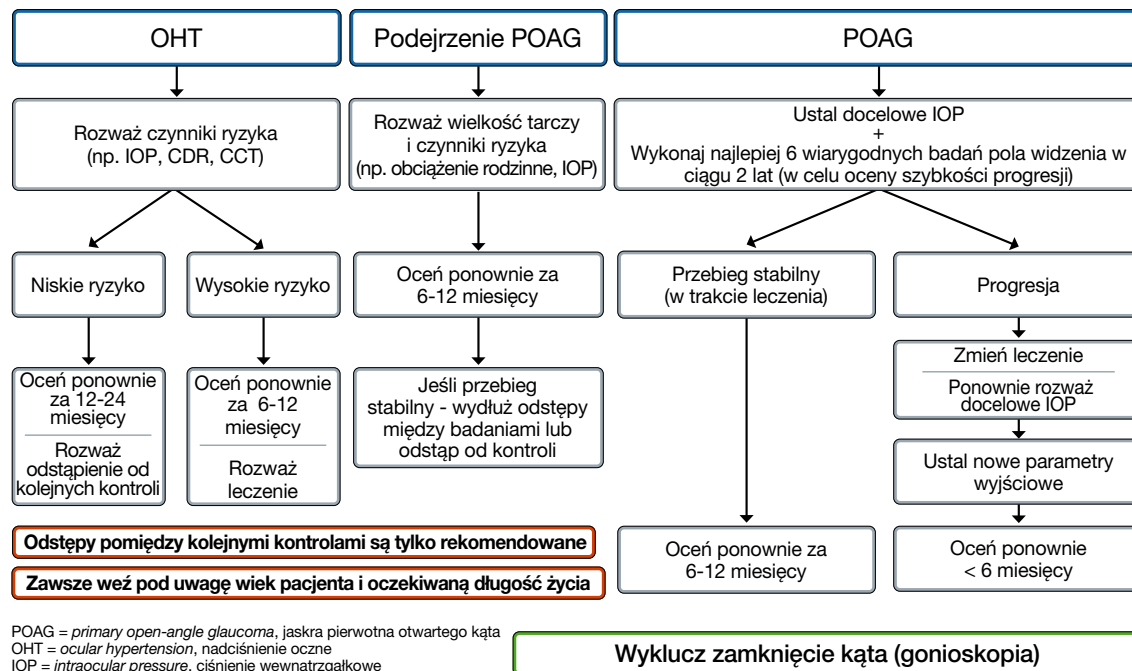 OHT
Podejrzenie POAG
POAG
Rozważ czynniki ryzyka
(np. IOP, CDR, CCT)
Rozważ wielkość tarczy
i czynniki ryzyka
(np. obciążenie rodzinne, IOP)
Ustal docelowe IOP
+
Wykonaj najlepiej 6 wiarygodnych badań pola widzenia w
ciągu 2 lat (w celu oceny szybkości progresji)
Niskie ryzyko
Wysokie ryzyko
Oceń ponownie za
6-12 miesięcy
Przebieg stabilny
(w trakcie leczenia)
Progresja
Oceń ponownie
za 12-24
miesięcy
Rozważ
odstąpienie od
kolejnych kontroli
Oceń ponownie
za 6-12
miesięcy
Rozważ
leczenie
Jeśli przebieg
stabilny - wydłuż odstępy
między badaniami lub
odstąp od kontroli
Zmień leczenie
Ponownie rozważ
docelowe IOP
Ustal nowe parametry
wyjściowe
Odstępy pomiędzy kolejnymi kontrolami są tylko rekomendowane
Zawsze weź pod uwagę wiek pacjenta i oczekiwaną długość życia
Oceń ponownie za
6-12 miesięcy
Oceń ponownie
< 6 miesięcy
POAG = primary open-angle glaucoma, jaskra pierwotna otwartego kąta
OHT = ocular hypertension, nadciśnienie oczne
IOP = intraocular pressure, ciśnienie wewnątrzgałkowe
Wyklucz zamknięcie kąta (gonioskopia)